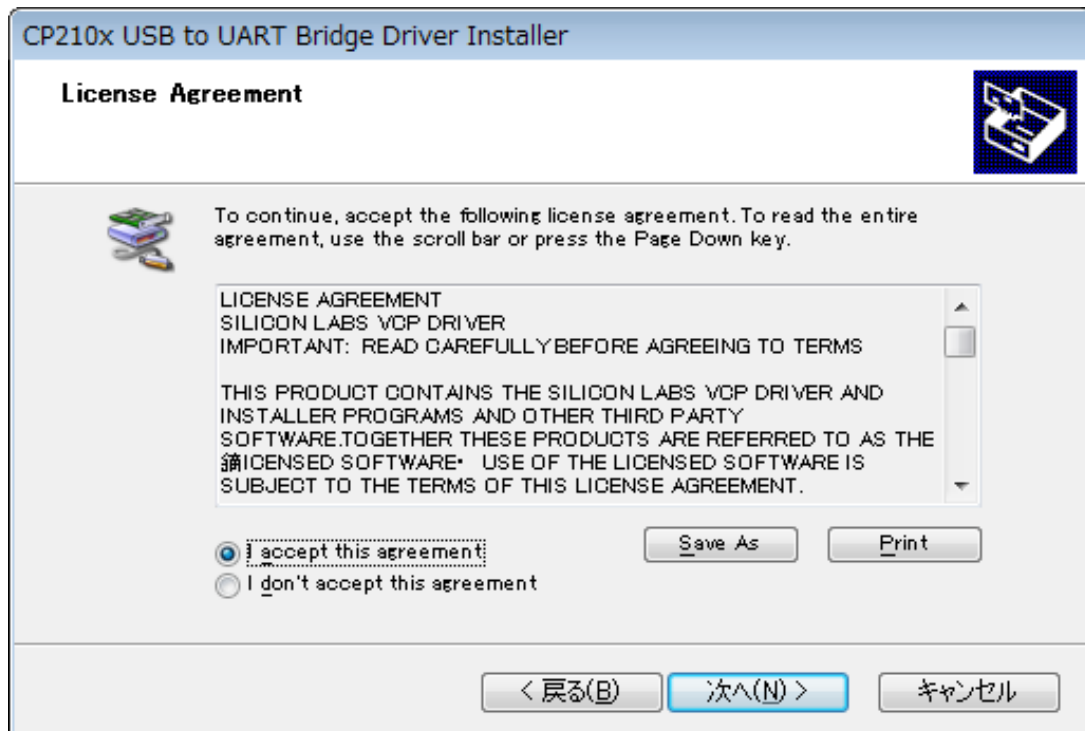 CP210x USB to UART Bridge Driver Installer
License Agreement
To continue, accept the following license agreement. To read the entire
agreement, use the scroll bar or press the Page Down key.
LICENSE AGREEMENT
SILICON LABS VCP DRIVER
IMPORTANT: READ CAREFULLY BEFORE AGREEING TO TERMS
THIS PRODUCT CONTAINS THE SILICON LABS VCP DRIVER AND
INSTALLER PROGRAMS AND OTHER THIRD PARTY
SOFTWARE.TOGETHER THESE PRODUCTS ARE REFERRED TO AS THE
鏑ICENSED SOFTWARE・ USE OF THE LICENSED SOFTWARE IS
SUBJECT TO THE TERMS OF THIS LICENSE AGREEMENT.
I accept this agreement
Save As
Print
I don't accept this agreement
< 戻る(B)
次へ(N) >
キャンセル